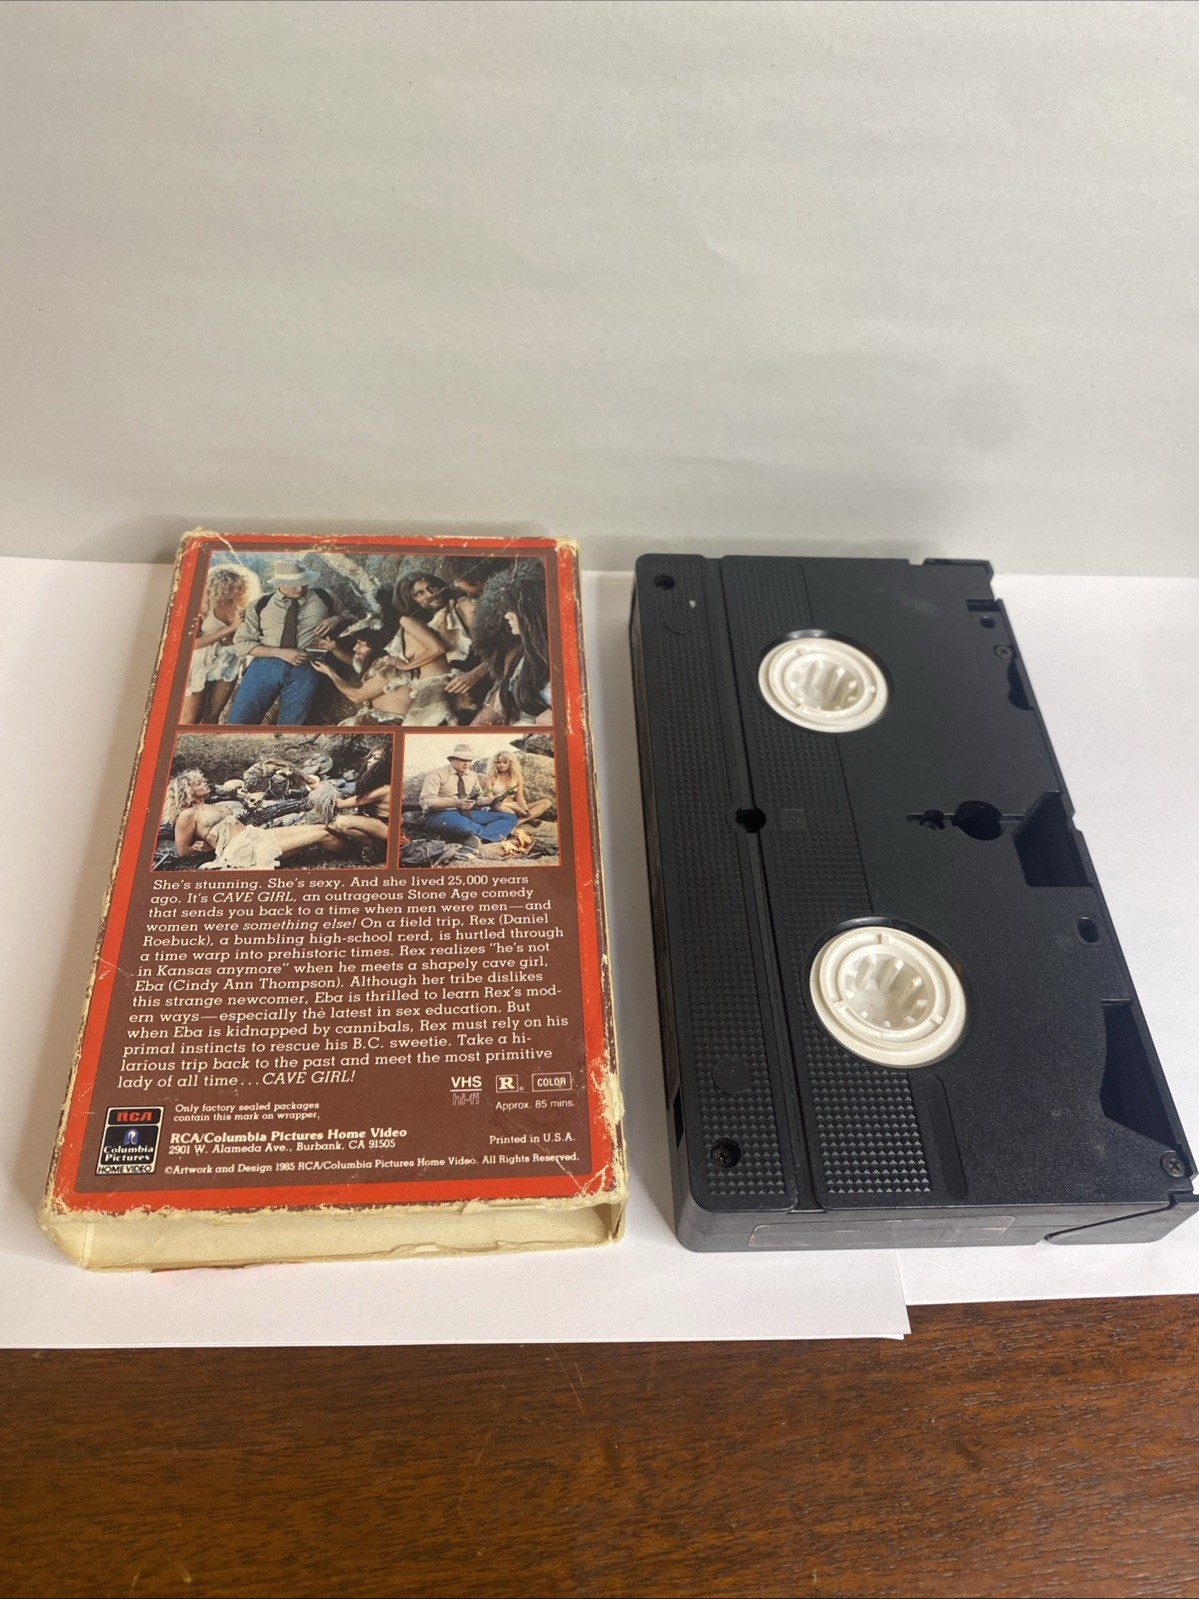 She's stunning. She's sexy. And she lived 25,000 years
ago. It's CAVE GIRL, an outrageous Stone Age comedy
that sends you back to a time when men were men—and
women were something else! On a field trip, Rex (Daniel
Roebuck), a bumbling high-school nerd, is hurtled through
a time warp into prehistoric times. Rex realizes "he's not
in Kansas anymore" when he meets a shapely cave girl,
Eba (Cindy Ann Thompson). Although her tribe dislikes
this strange newcomer, Eba is thrilled to learn Rex's mod-
ern ways—especially the latest in sex education. But
when Eba is kidnapped by cannibals, Rex must rely on his
primal instincts to rescue his B.C. sweetie. Take a hi-
larious trip back to the past and meet the most primitive
lady of all time...CAVE GIRL!
VHS R. COLOR
hi-fi Approx. 85 mins.
RCA
Columbia
Pictures
HOME VIDEO
Only factory sealed packages
contain this mark on wrapper.
RCA/Columbia Pictures Home Video
2901 W. Alameda Ave., Burbank, CA 91505
Printed in U.S.A.
©Artwork and Design 1985 RCA/Columbia Pictures Home Video. All Rights Reserved.